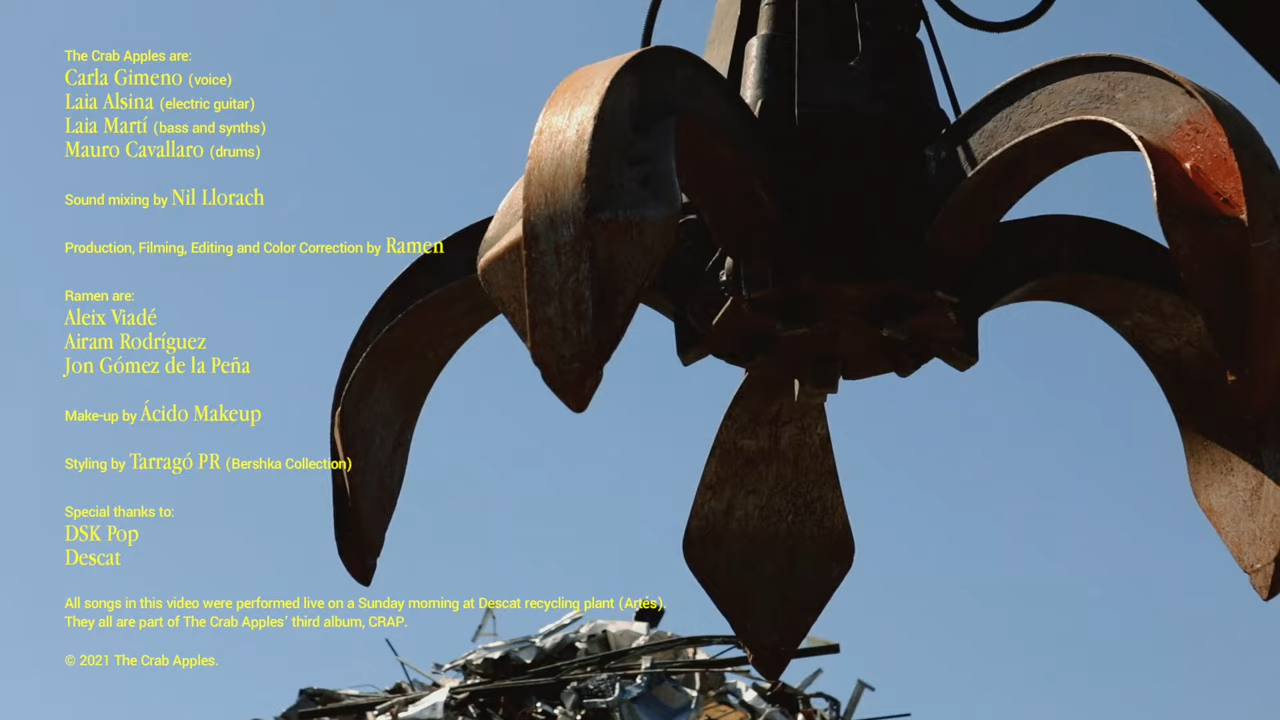 The Crab Apples are:
Carla Gimeno (voice)
Laia Alsina (electric guitar)
Laia Martí (bass and synths)
Mauro Cavallaro (drums)
Sound mixing by Nil Llorach
Production, Filming, Editing and Color Correction by Ramen
Ramen are:
Aleix Viadé
Airam Rodríguez
Jon Gómez de la Peña
Make-up by Ácido Makeup
Styling by Tarragó PR (Bershka Collection)
Special thanks to:
DSK Pop
Descat
All songs in this video were performed live on a Sunday morning at Descat recycling plant (Artés).
They all are part of The Crab Apples’ third album, CRAP.
© 2021 The Crab Apples.